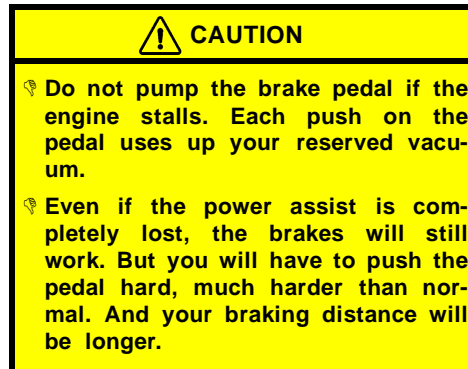 CAUTION
Do not pump the brake pedal if the
engine stalls. Each push on the
pedal uses up your reserved vacu-
um.
Even if the power assist is com-
pletely lost, the brakes will still
work. But you will have to push the
pedal hard, much harder than nor-
mal. And your braking distance will
be longer.